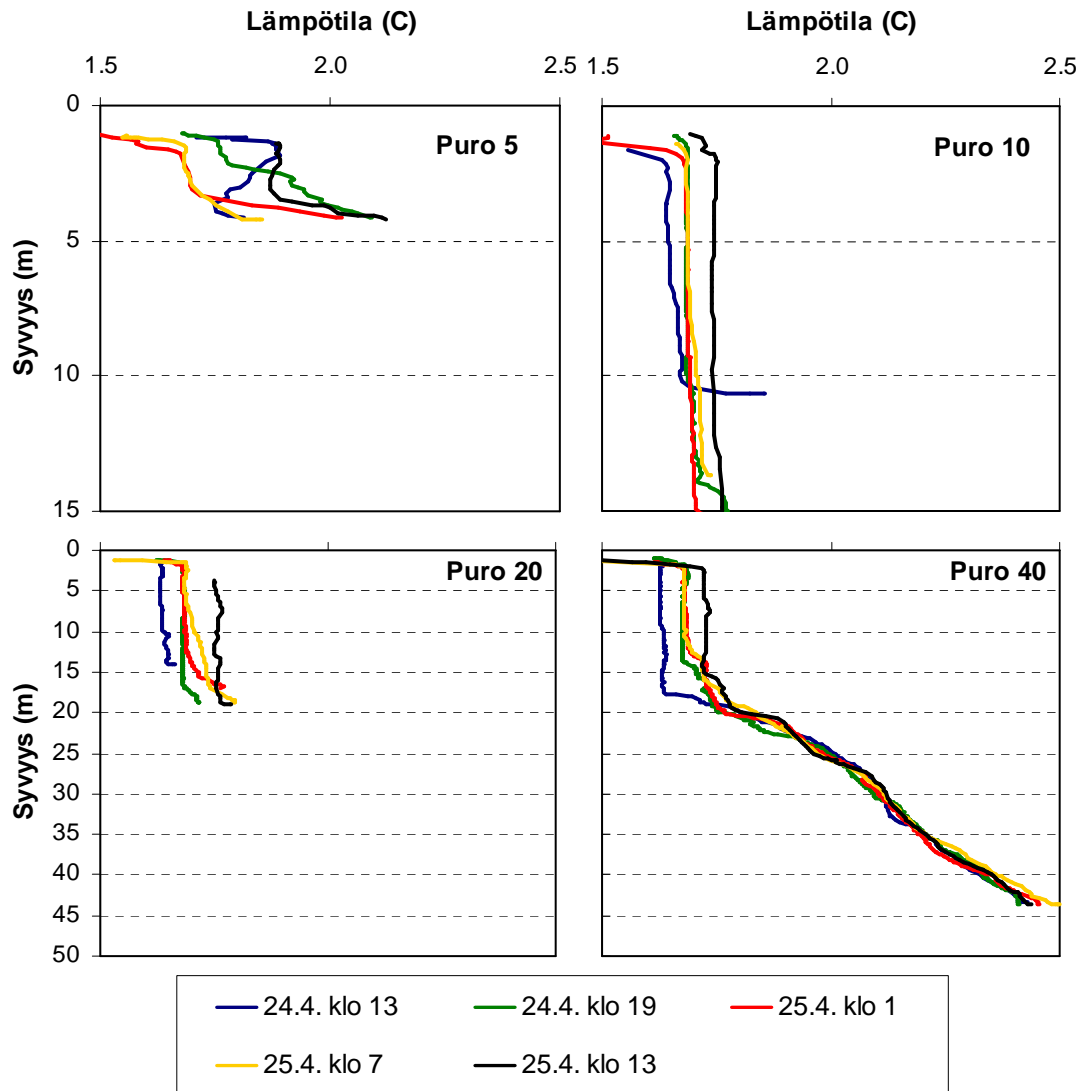 Lämpötila (C) Lämpötila (C)
1.5 2.0 2.5 1.5 2.0 2.5
0
5
10
15
Syvyys (m)
Puro 5
Puro 10
0
5
10
15
20
25
30
35
40
45
50
Syvyys (m)
Puro 20
Puro 40
24.4. klo 13 24.4. klo 19 25.4. klo 1
25.4. klo 7 25.4. klo 13